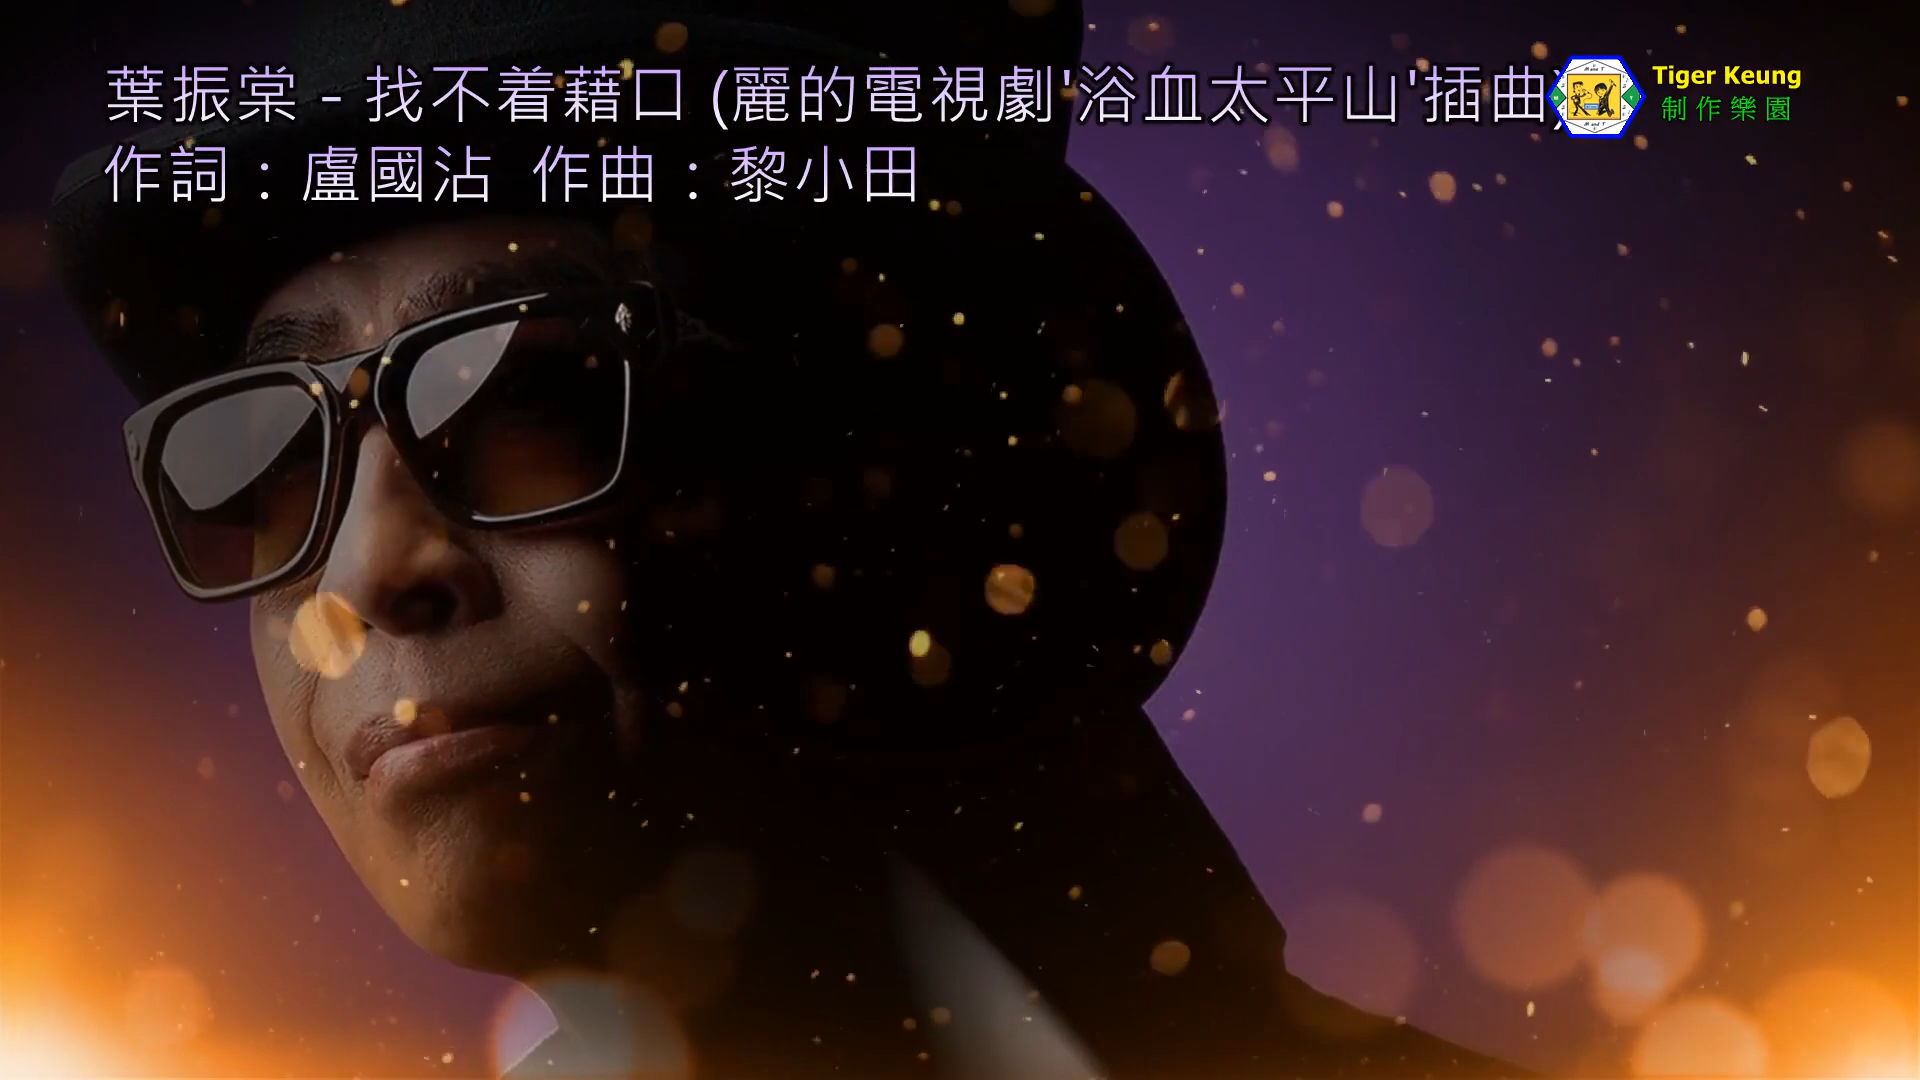 葉振棠 - 找不着藉口 (麗的電視劇'浴血太平山'插曲)
作詞：盧國沾 作曲：黎小田
Tiger Keung
制作樂園